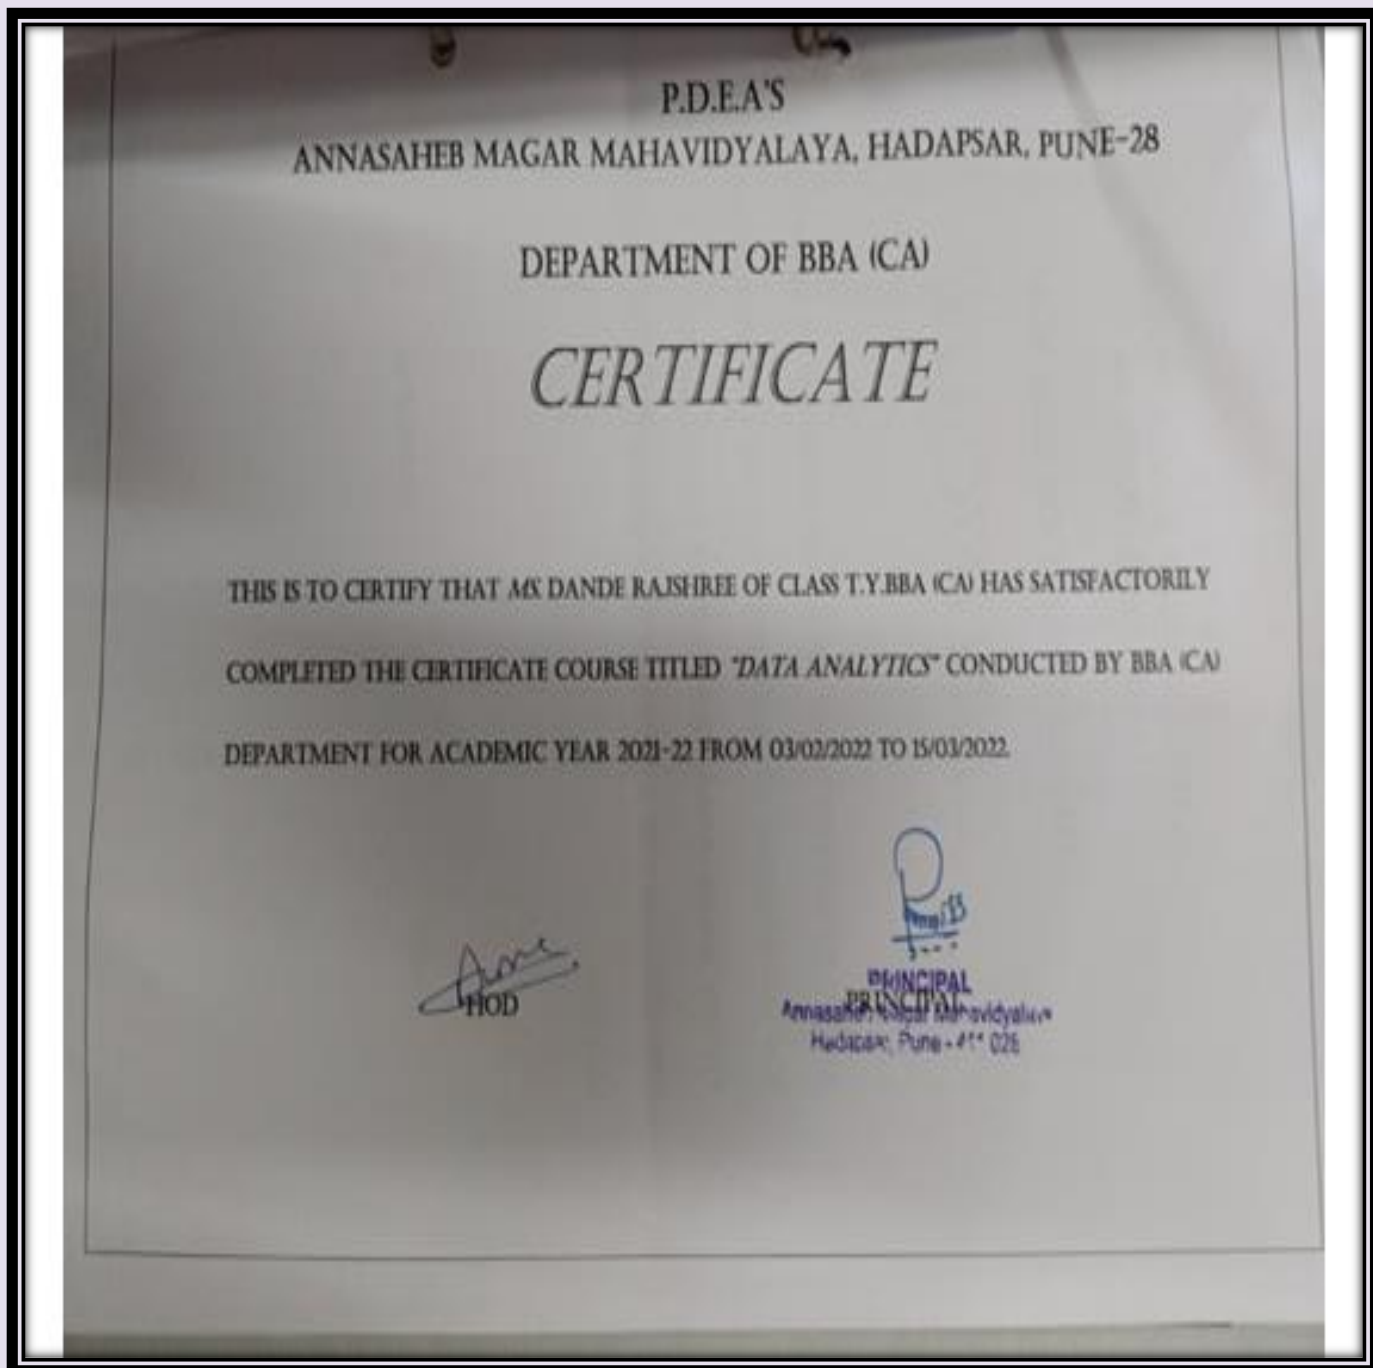 P.D.E.A'S
ANNASAHEB MAGAR MAHAVIDYALAYA, HADAPSAR, PUNE-28
DEPARTMENT OF BBA (CA)
CERTIFICATE
THIS IS TO CERTIFY THAT MS DANDE RAJSHREE OF CLASS T.Y.BBA (CA) HAS SATISFACTORILY
COMPLETED THE CERTIFICATE COURSE TITLED "DATA ANALYTICS" CONDUCTED BY BBA (CA)
DEPARTMENT FOR ACADEMIC YEAR 2021-22 FROM 03/02/2022 TO 15/03/2022.
HOD
PRINCIPAL
PRINCIPAL
Hadapsar, Pune - 028